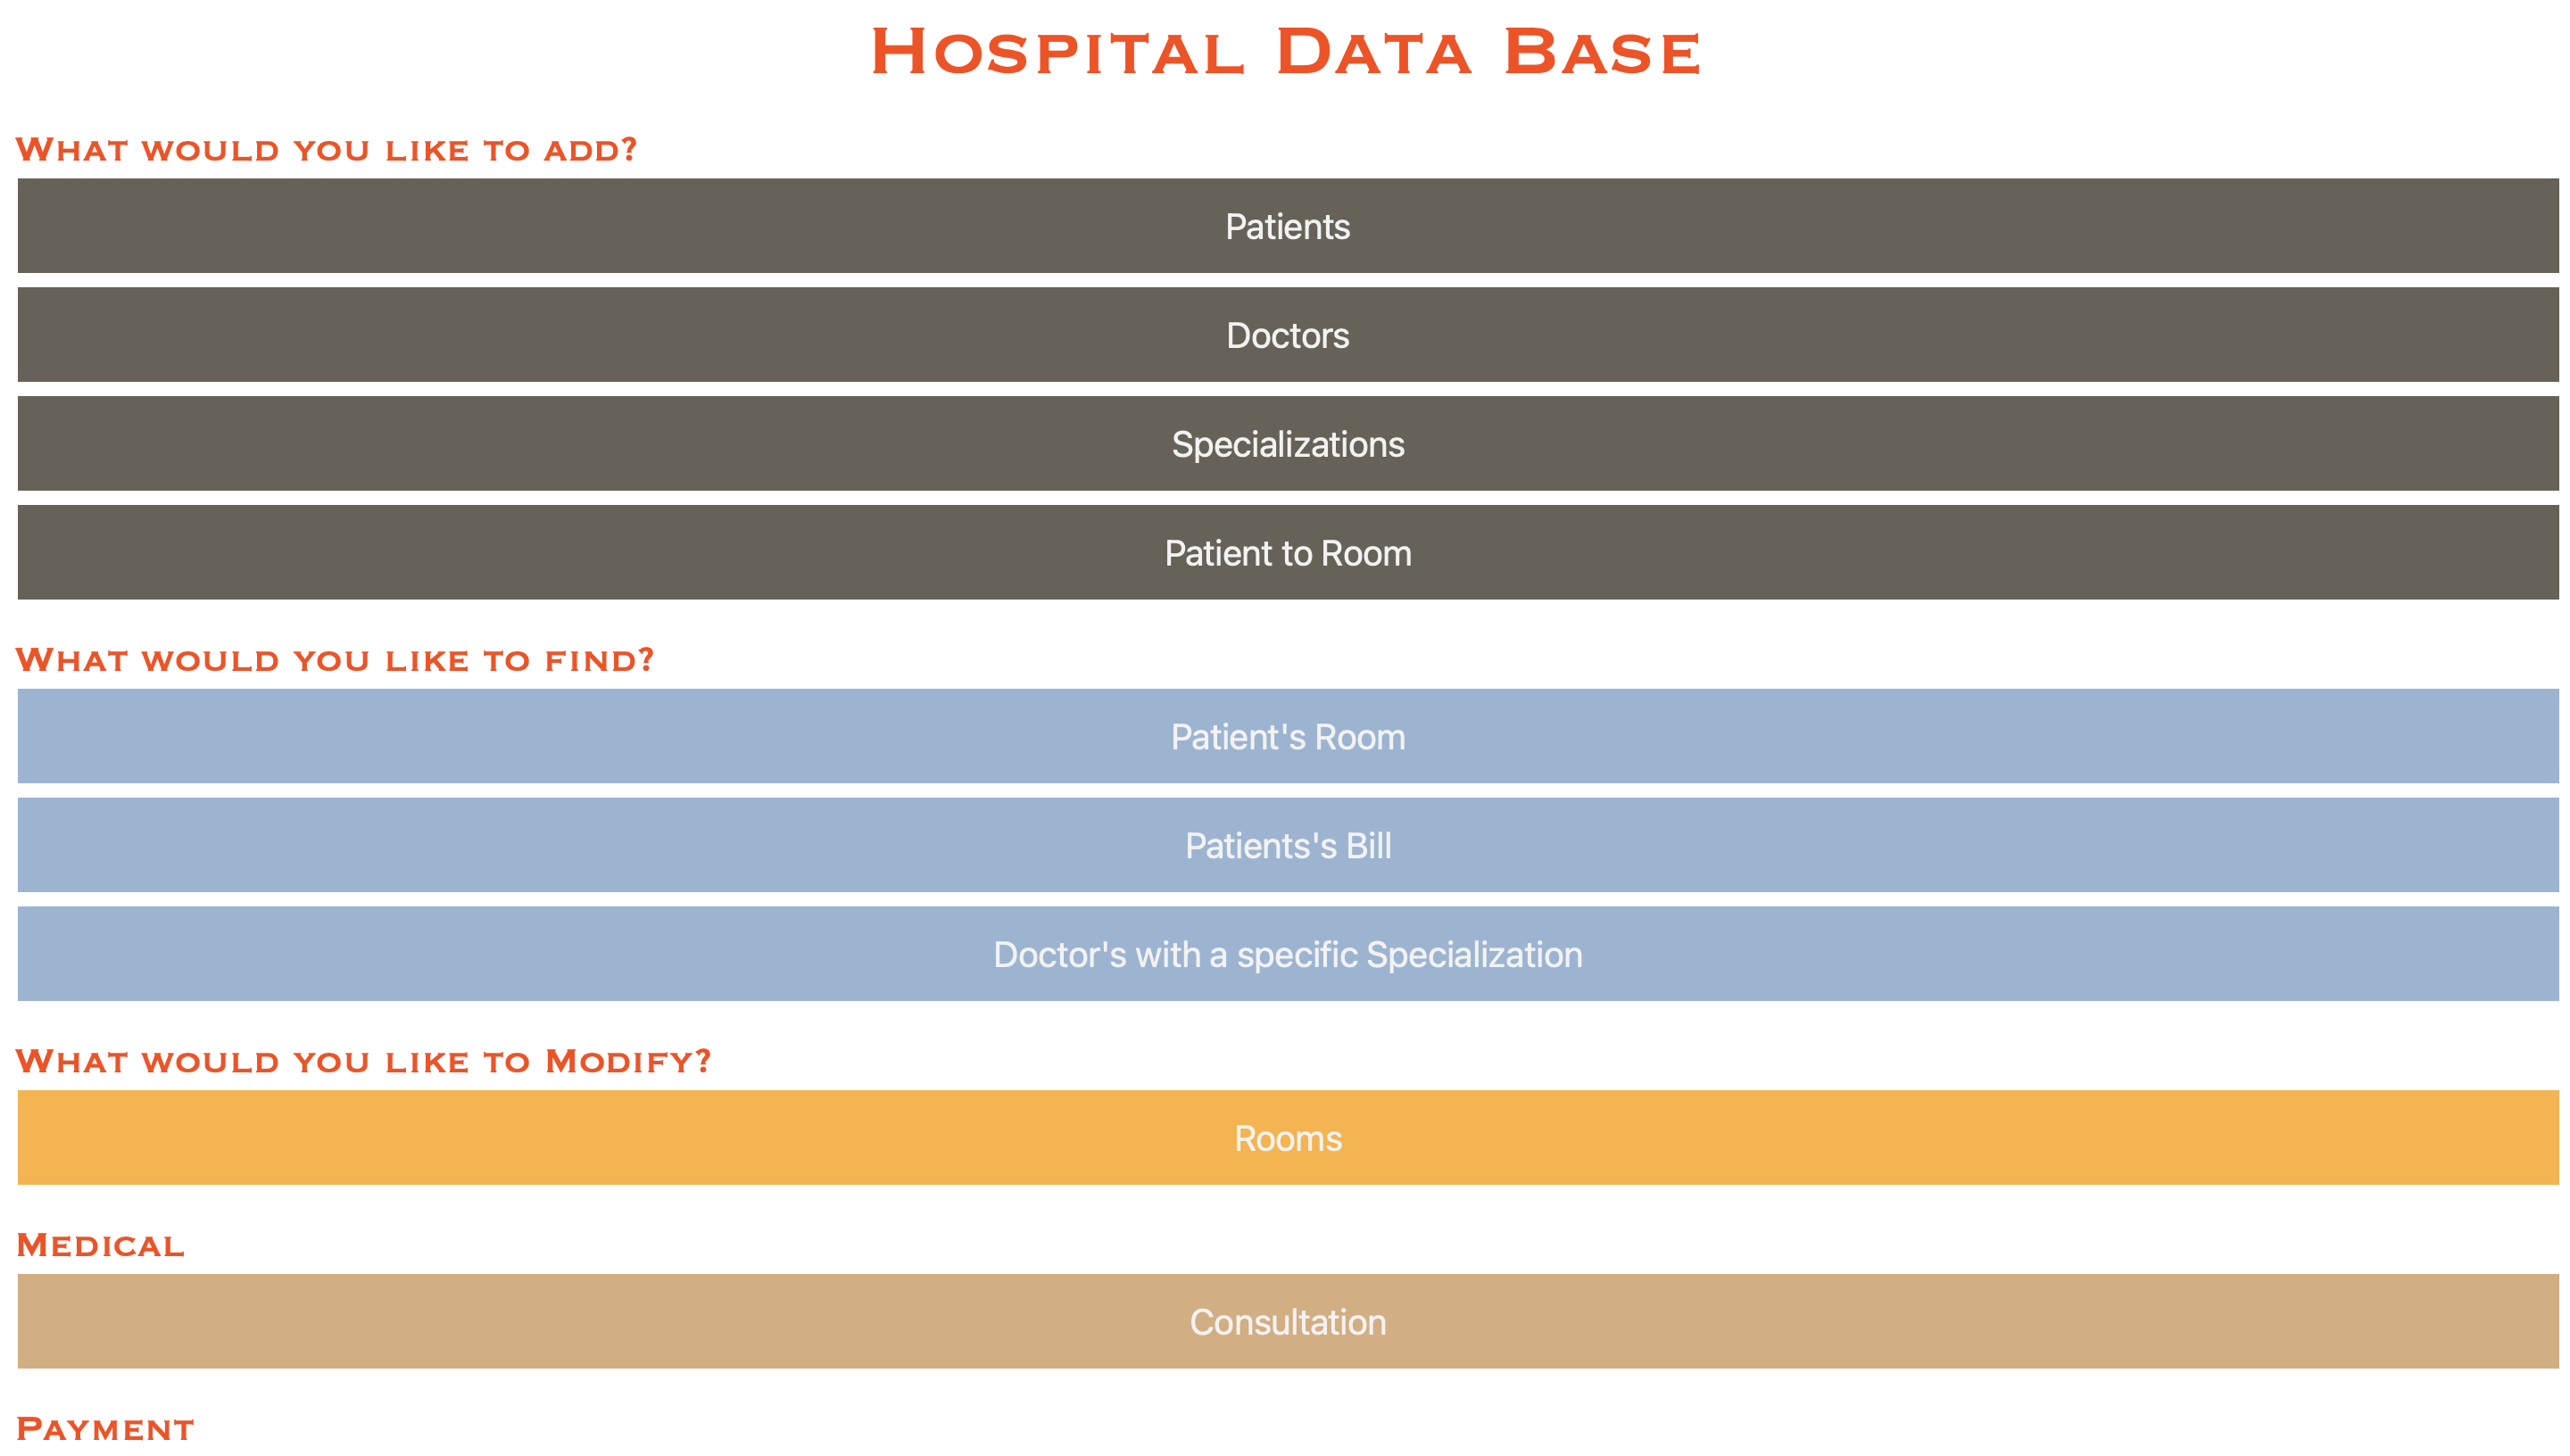 Hospital Data Base
What would you like to add?
Patients
Doctors
Specializations
Patient to Room
What would you like to find?
Patient's Room
Patients's Bill
Doctor's with a specific Specialization
What would you like to Modify?
Rooms
Medical
Consultation
Payment